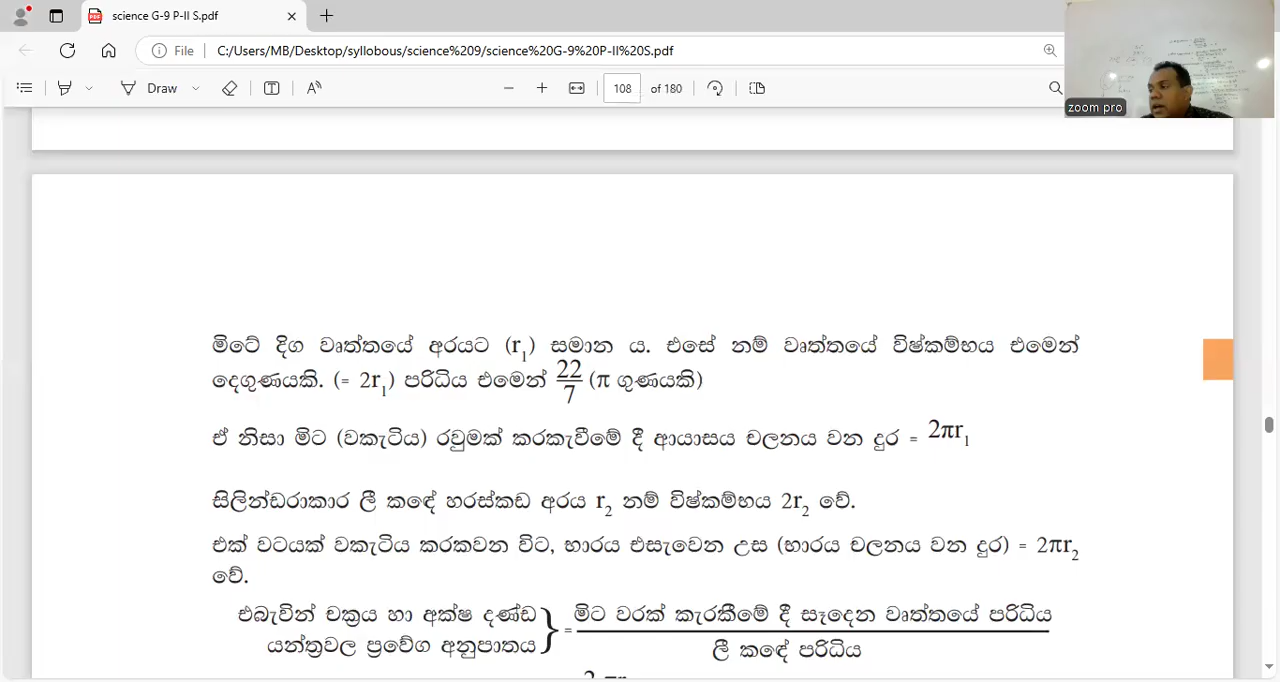 science G-9 P-II S.pdf
File | C:/Users/MB/Desktop/syllobous/science%209/science%20G-9%20P-II%20S.pdf
Draw 108 of 180
zoom pro
මිටේ දිග වෘත්තයේ අරයට (r₁) සමාන ය. එසේ නම් වෘත්තයේ විෂ්කම්භය එමෙන්
දෙගුණයකි. (= 2r₁) පරිධිය එමෙන් 22/7 (π ගුණයකි)
ඒ නිසා මිට (වකැටිය) රවුමක් කරකැවීමේ දී ආයාසය චලනය වන දුර = 2πr₁
සිලින්ඩරාකාර ලී කඳේ හරස්කඩ අරය r₂ නම් විෂ්කම්භය 2r₂ වේ.
එක් වටයක් වකැටිය කරකවන විට, භාරය එසැවෙන උස (භාරය චලනය වන දුර) = 2πr₂
වේ.
එබැවින් චක්‍රය හා අක්ෂ දණ්ඩ
යන්ත්‍රවල ප්‍රවේග අනුපාතය } = මිට වරක් කැරකීමේ දී සෑදෙන වෘත්තයේ පරිධිය
ලී කඳේ පරිධිය